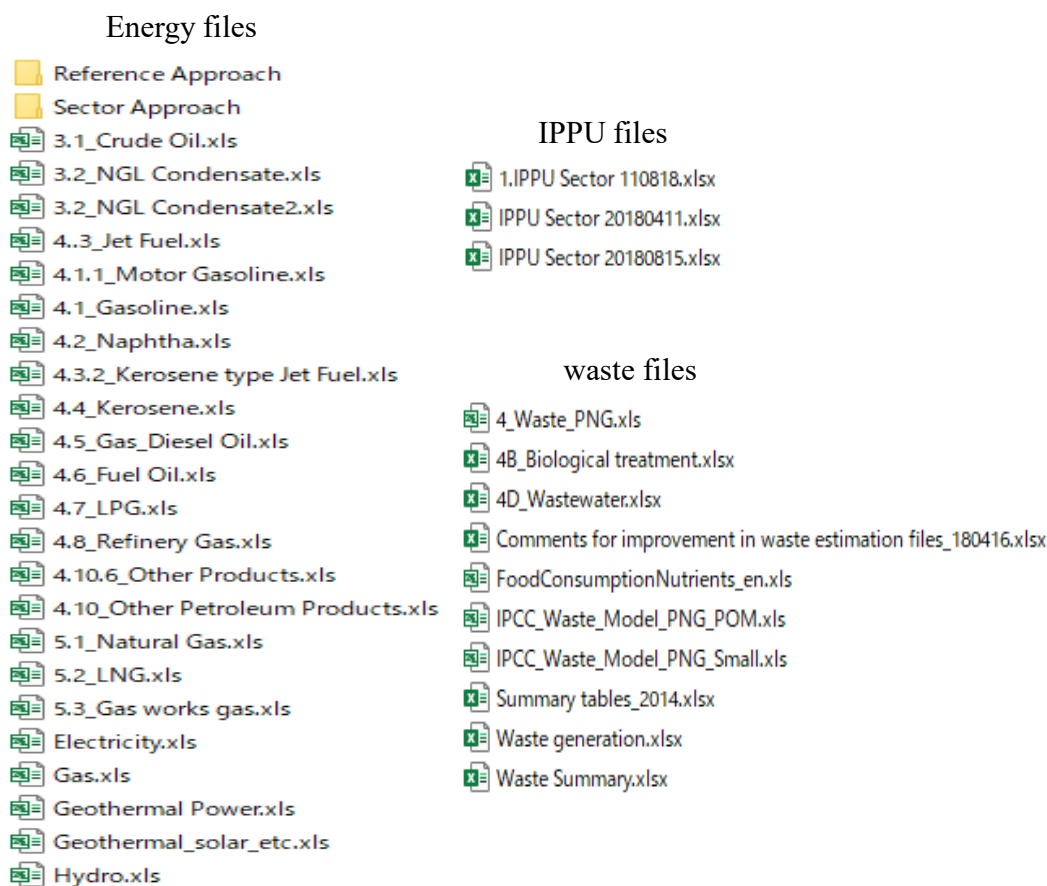 Energy files
Reference Approach
Sector Approach
3.1_Crude Oil.xls
3.2_NGL Condensate.xls
3.2_NGL Condensate2.xls
4..3_Jet Fuel.xls
4.1.1_Motor Gasoline.xls
4.1_Gasoline.xls
4.2_Naphtha.xls
4.3.2_Kerosene type Jet Fuel.xls
4.4_Kerosene.xls
4.5_Gas_Diesel Oil.xls
4.6_Fuel Oil.xls
4.7_LPG.xls
4.8_Refinery Gas.xls
4.10.6_Other Products.xls
4.10_Other Petroleum Products.xls
5.1_Natural Gas.xls
5.2_LNG.xls
5.3_Gas works gas.xls
Electricity.xls
Gas.xls
Geothermal Power.xls
Geothermal_solar_etc.xls
Hydro.xls
IPPU files
1.IPPU Sector 110818.xlsx
IPPU Sector 20180411.xlsx
IPPU Sector 20180815.xlsx
waste files
4_Waste_PNG.xls
4B_Biological treatment.xlsx
4D_Wastewater.xlsx
Comments for improvement in waste estimation files_180416.xlsx
FoodConsumptionNutrients_en.xls
IPCC_Waste_Model_PNG_POM.xls
IPCC_Waste_Model_PNG_Small.xls
Summary tables_2014.xlsx
Waste generation.xlsx
Waste Summary.xlsx